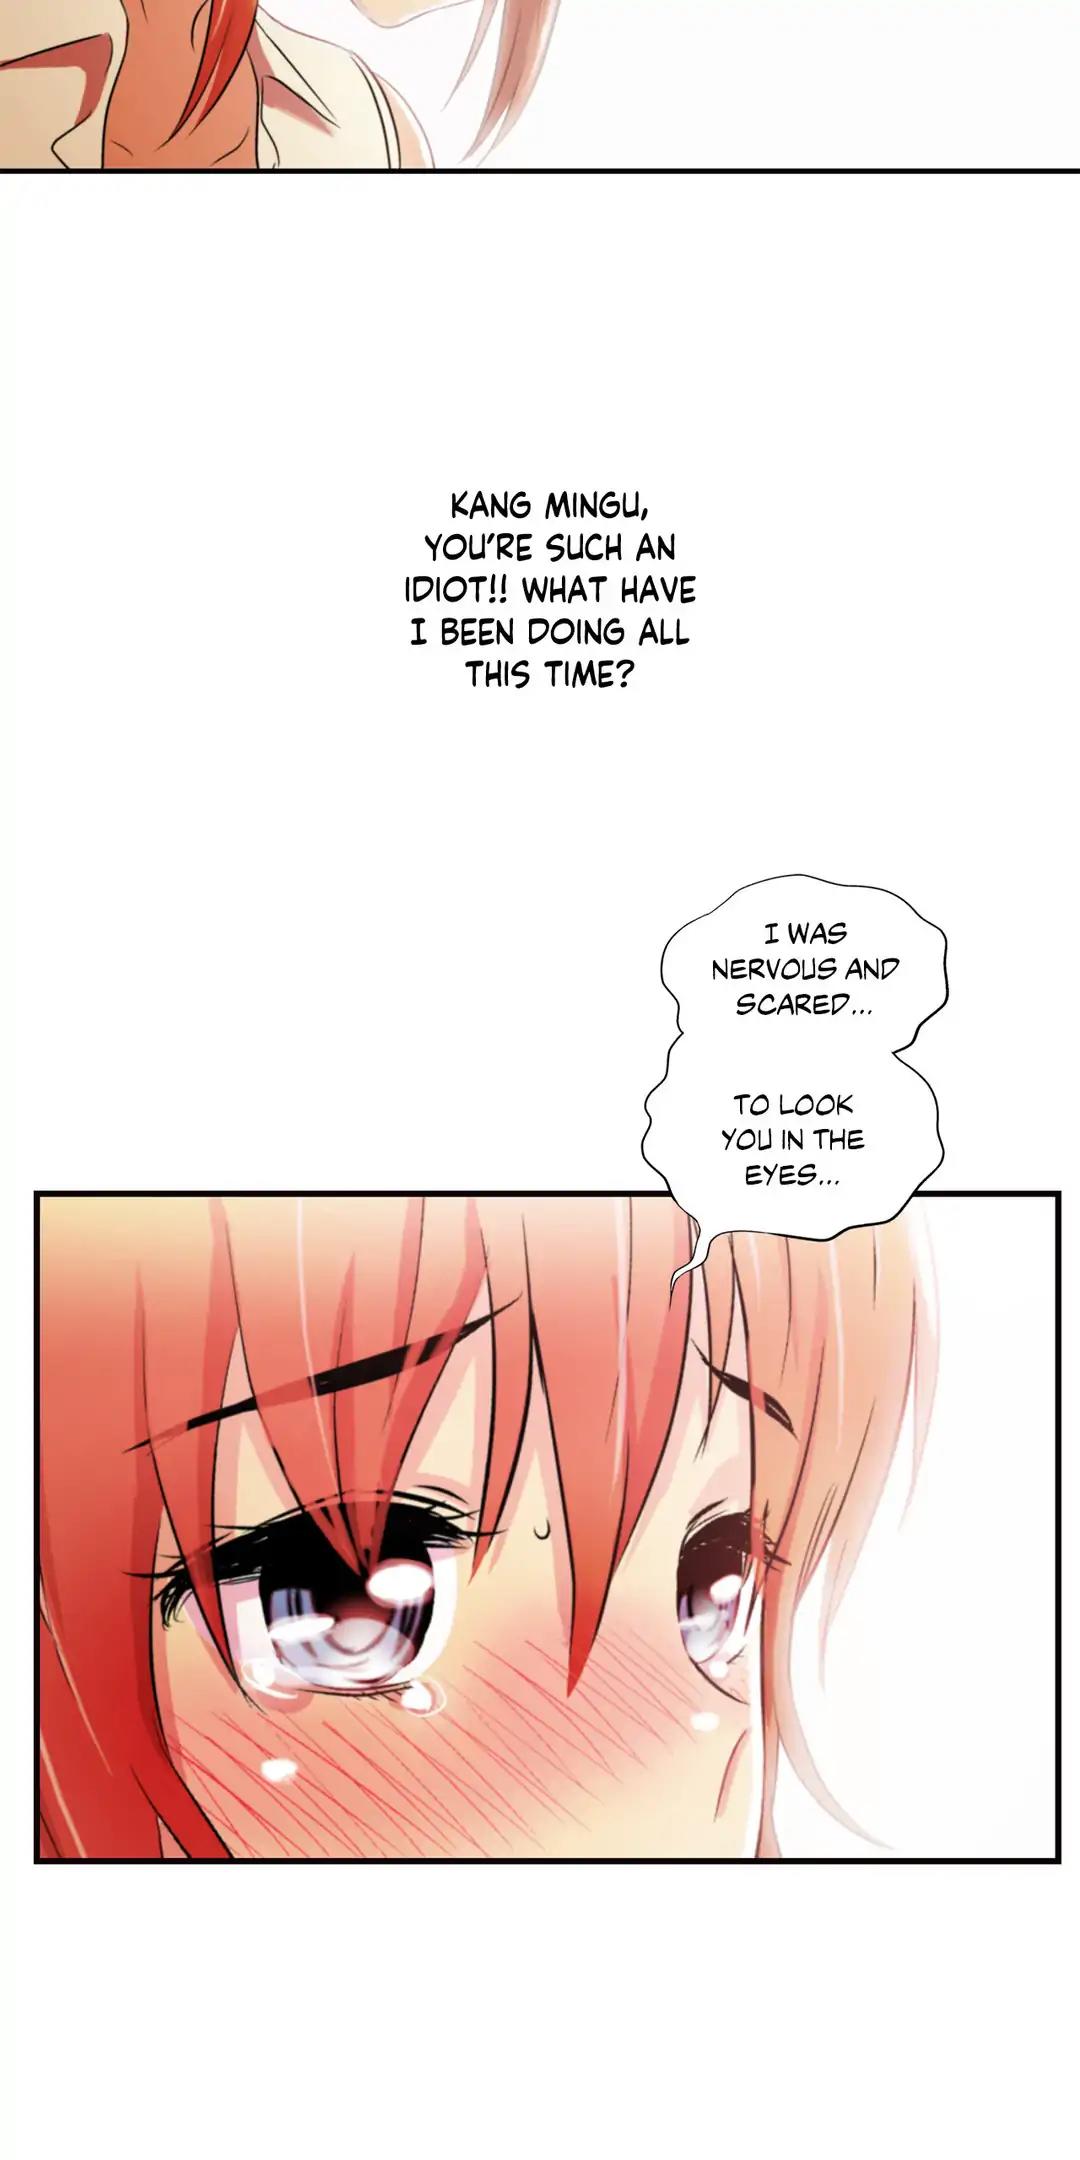 KANG MINGU,
YOU'RE SUCH AN
IDIOT!! WHAT HAVE
I BEEN DOING ALL
THIS TIME?
I WAS
NERVOUS AND
SCARED...
TO LOOK
YOU IN THE
EYES...